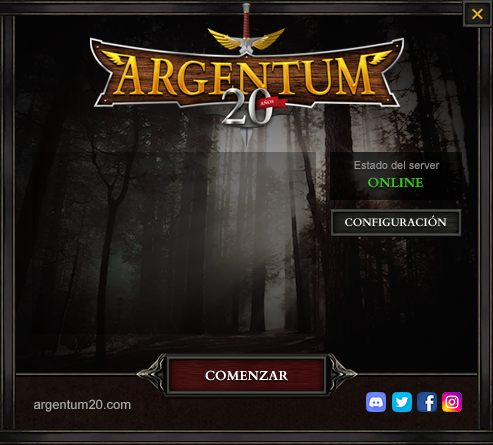 ARGENTUM
20
AÑOS
Estado del server
ONLINE
CONFIGURACIÓN
COMENZAR
argentum20.com